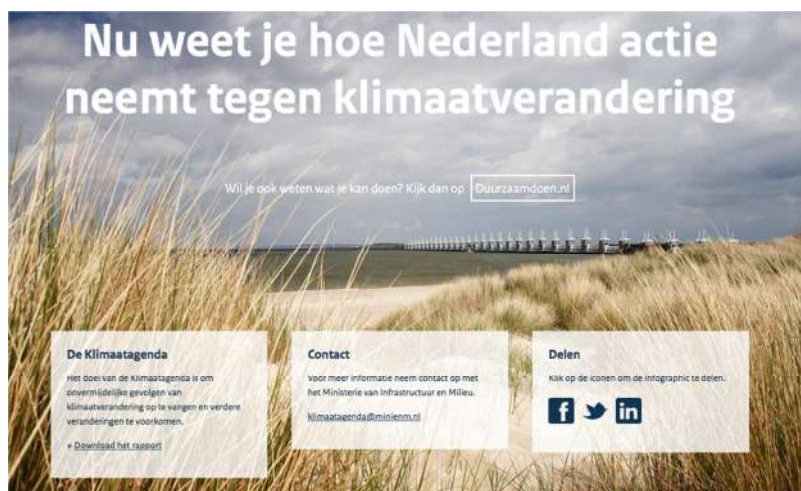 Nu weet je hoe Nederland actie
neemt tegen klimaatverandering
Wil je ook weten wat je kan doen? Kijk dan op Duurzaamdoen.nl
De Klimaatagenda
Het doel van de Klimaatagenda is om
onvermijdelijke gevolgen van
klimaatverandering op te vangen en verdere
veranderingen te voorkomen.
» Download het rapport
Contact
Voor meer informatie neem contact op met
het Ministerie van Infrastructuur en Milieu.
klimaatagenda@minienm.nl
Delen
Klik op de iconen om de infographic te delen.
f in